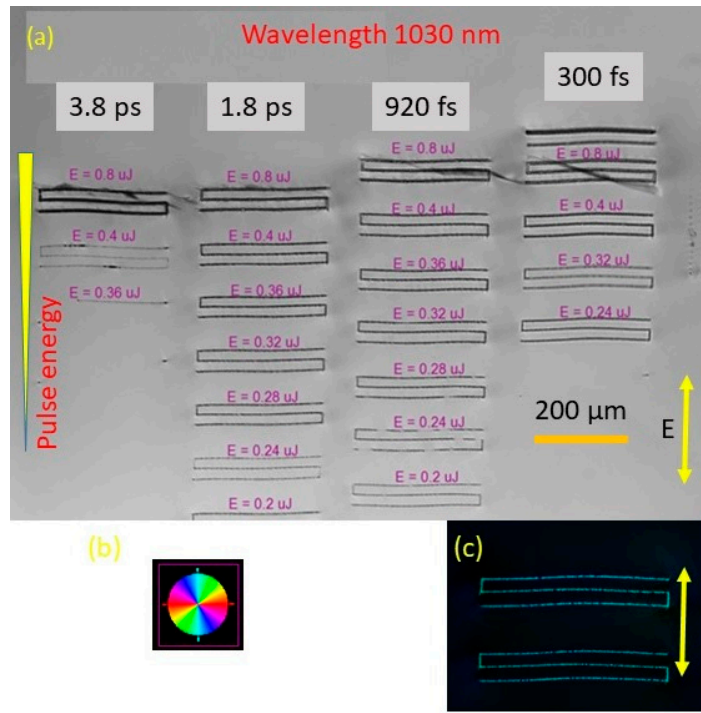 (a)
Wavelength 1030 nm
3.8 ps
1.8 ps
920 fs
300 fs
E = 0.8 uJ
E = 0.4 uJ
E = 0.36 uJ
E = 0.8 uJ
E = 0.4 uJ
E = 0.36 uJ
E = 0.32 uJ
E = 0.28 uJ
E = 0.24 uJ
E = 0.2 uJ
E = 0.8 uJ
E = 0.4 uJ
E = 0.36 uJ
E = 0.32 uJ
E = 0.28 uJ
E = 0.24 uJ
E = 0.2 uJ
E = 0.8 uJ
E = 0.4 uJ
E = 0.32 uJ
E = 0.24 uJ
Pulse energy
200 μm
E
(b)
(c)